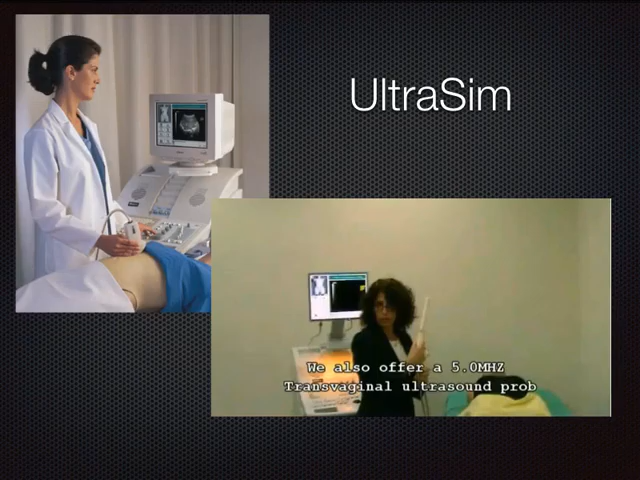 UltraSim
We also offer a 5.0MHZ
Transvaginal ultrasound prob